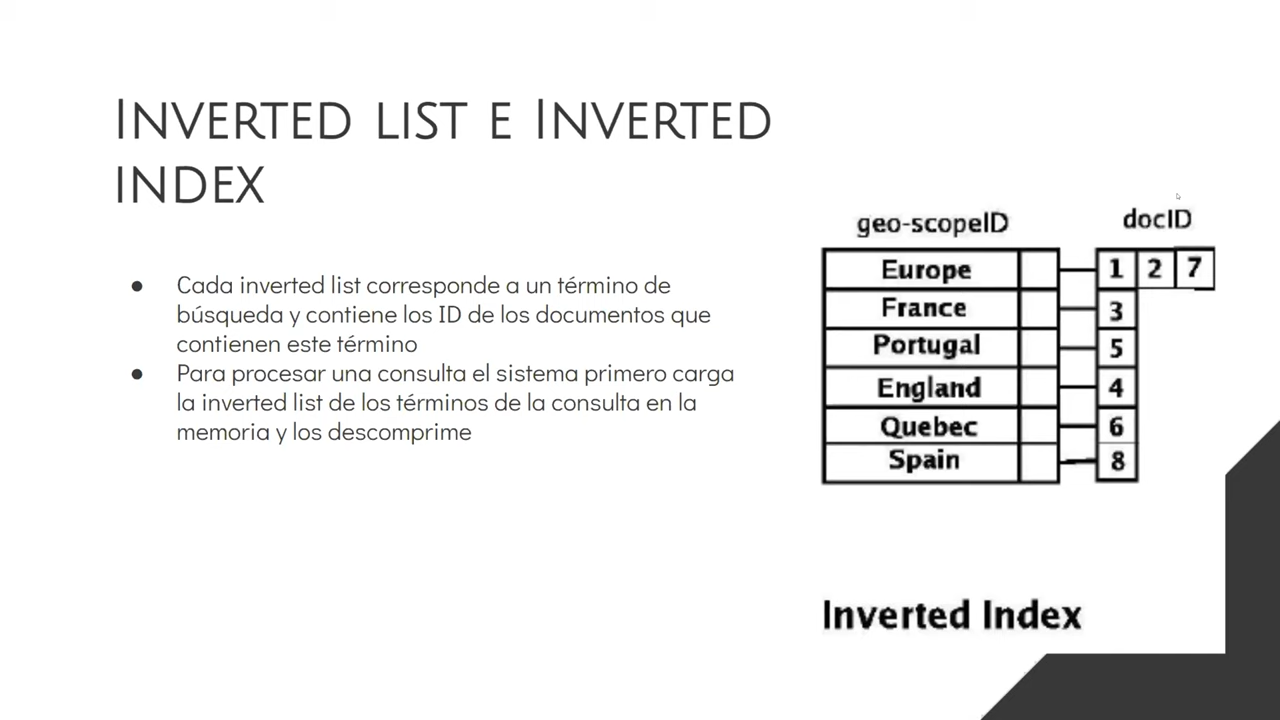 INVERTED LIST E INVERTED
INDEX
● Cada inverted list corresponde a un término de
búsqueda y contiene los ID de los documentos que
contienen este término
● Para procesar una consulta el sistema primero carga
la inverted list de los términos de la consulta en la
memoria y los descomprime
geo-scopeID docID
Europe 1 2 7
France 3
Portugal 5
England 4
Quebec 6
Spain 8
Inverted Index